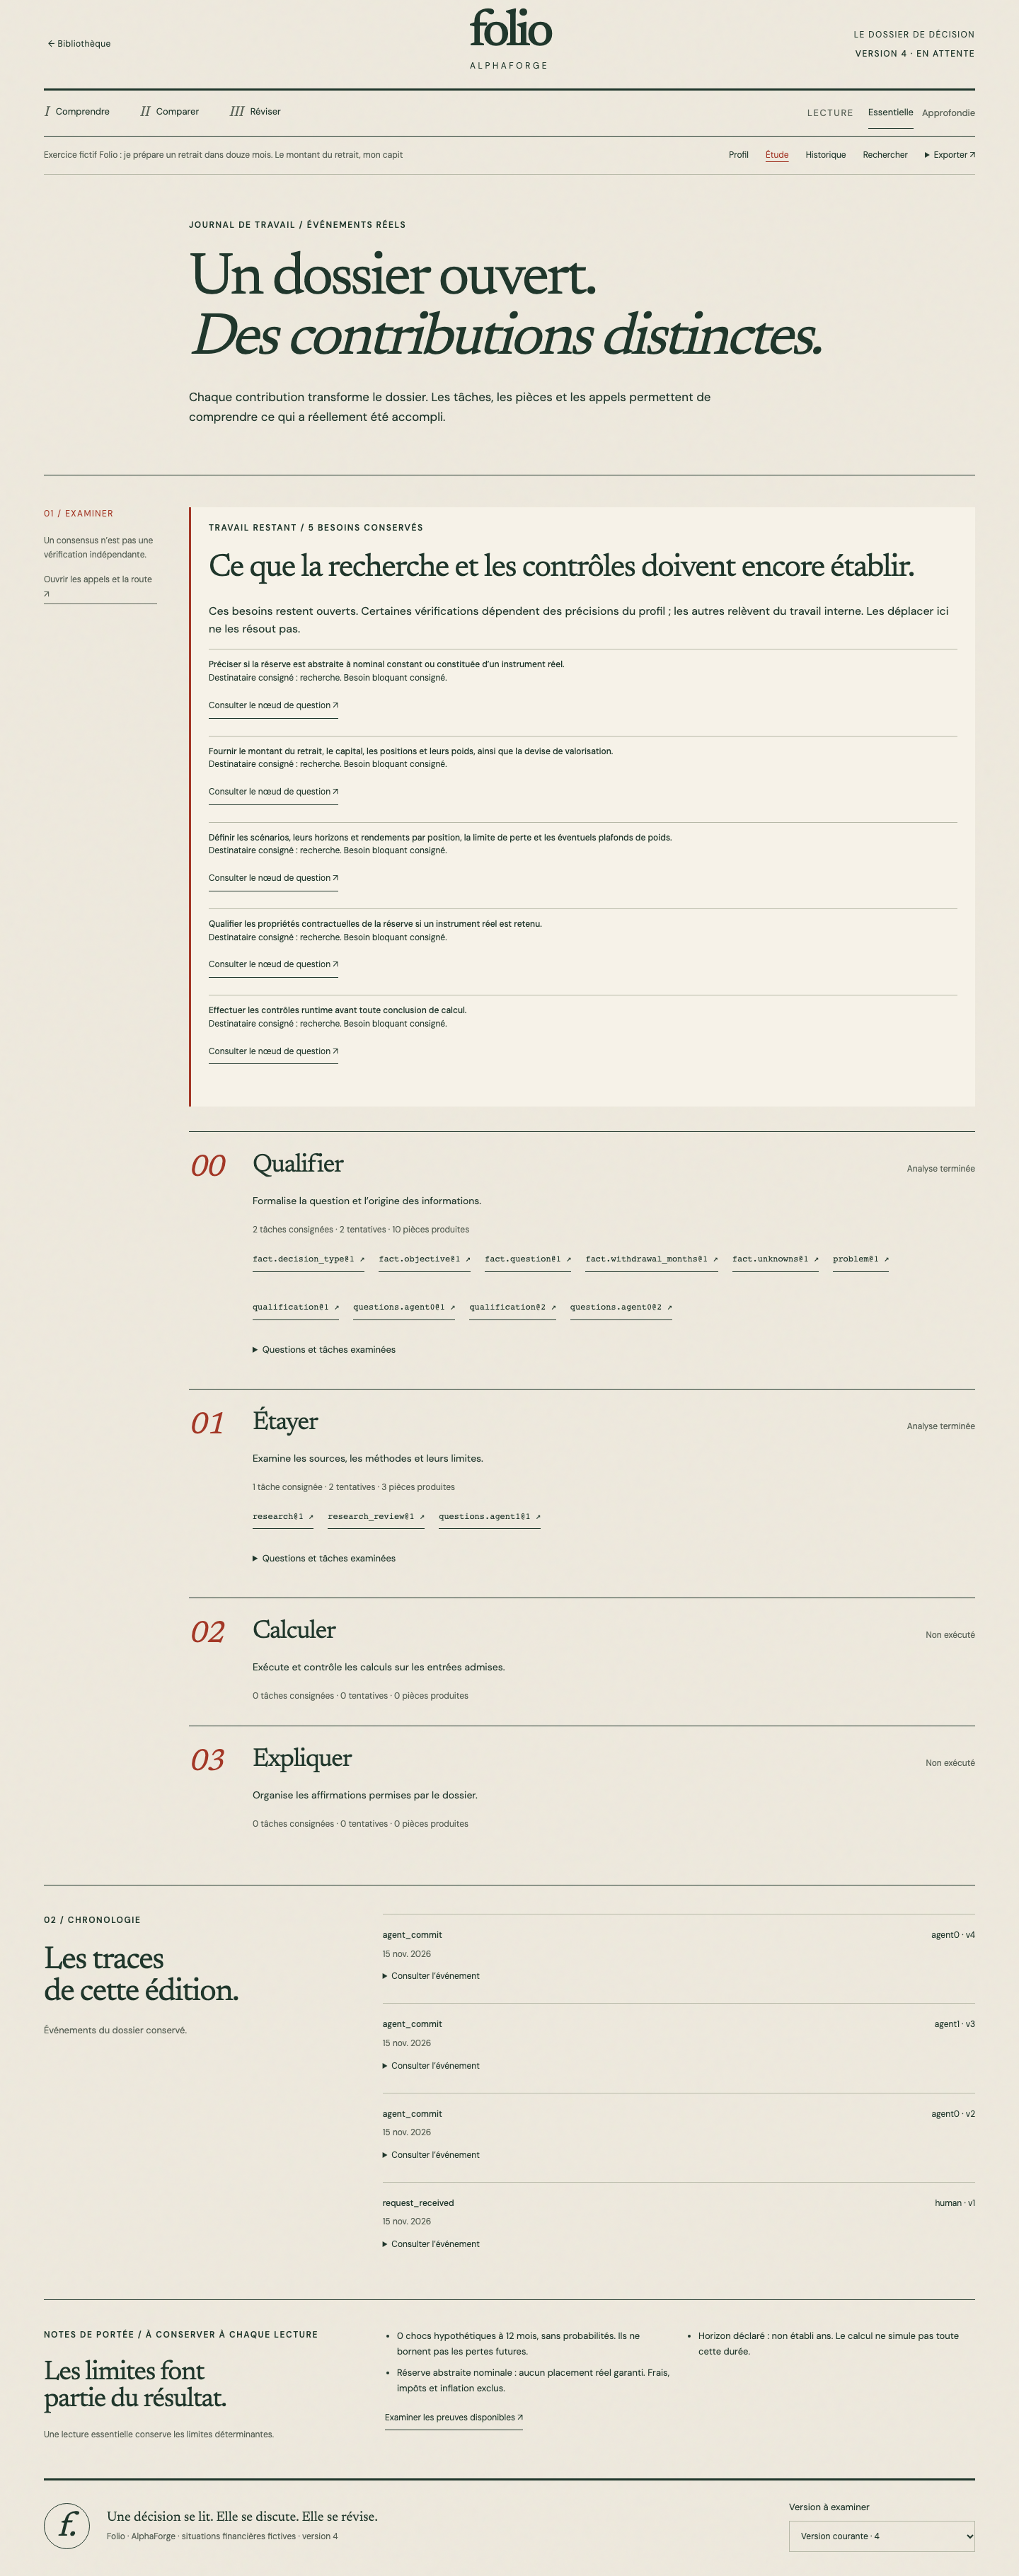 ← Bibliothèque
folio
ALPHAFORGE
LE DOSSIER DE DÉCISION
VERSION 4 · EN ATTENTE
I Comprendre II Comparer III Réviser
LECTURE Essentielle Approfondie
Exercice fictif Folio : je prépare un retrait dans douze mois. Le montant du retrait, mon capit
Profil Étude Historique Rechercher ▶ Exporter ↗
JOURNAL DE TRAVAIL / ÉVÉNEMENTS RÉELS
Un dossier ouvert.
Des contributions distinctes.
Chaque contribution transforme le dossier. Les tâches, les pièces et les appels permettent de
comprendre ce qui a réellement été accompli.
01 / EXAMINER
Un consensus n’est pas une
vérification indépendante.
Ouvrir les appels et la route
↗
TRAVAIL RESTANT / 5 BESOINS CONSERVÉS
Ce que la recherche et les contrôles doivent encore établir.
Ces besoins restent ouverts. Certaines vérifications dépendent des précisions du profil ; les autres relèvent du travail interne. Les déplacer ici
ne les résout pas.
Préciser si la réserve est abstraite à nominal constant ou constituée d’un instrument réel.
Destinataire consigné : recherche. Besoin bloquant consigné.
Consulter le nœud de question ↗
Fournir le montant du retrait, le capital, les positions et leurs poids, ainsi que la devise de valorisation.
Destinataire consigné : recherche. Besoin bloquant consigné.
Consulter le nœud de question ↗
Définir les scénarios, leurs horizons et rendements par position, la limite de perte et les éventuels plafonds de poids.
Destinataire consigné : recherche. Besoin bloquant consigné.
Consulter le nœud de question ↗
Qualifier les propriétés contractuelles de la réserve si un instrument réel est retenu.
Destinataire consigné : recherche. Besoin bloquant consigné.
Consulter le nœud de question ↗
Effectuer les contrôles runtime avant toute conclusion de calcul.
Destinataire consigné : recherche. Besoin bloquant consigné.
Consulter le nœud de question ↗
00 Qualifier Analyse terminée
Formalise la question et l’origine des informations.
2 tâches consignées · 2 tentatives · 10 pièces produites
fact.decision_type@1 ↗ fact.objective@1 ↗ fact.question@1 ↗ fact.withdrawal_months@1 ↗ fact.unknowns@1 ↗ problem@1 ↗
qualification@1 ↗ questions.agent0@1 ↗ qualification@2 ↗ questions.agent0@2 ↗
▶ Questions et tâches examinées
01 Étayer Analyse terminée
Examine les sources, les méthodes et leurs limites.
1 tâche consignée · 2 tentatives · 3 pièces produites
research@1 ↗ research_review@1 ↗ questions.agent1@1 ↗
▶ Questions et tâches examinées
02 Calculer Non exécuté
Exécute et contrôle les calculs sur les entrées admises.
0 tâches consignées · 0 tentatives · 0 pièces produites
03 Expliquer Non exécuté
Organise les affirmations permises par le dossier.
0 tâches consignées · 0 tentatives · 0 pièces produites
02 / CHRONOLOGIE
Les traces
de cette édition.
Événements du dossier conservé.
agent_commit agent0 · v4
15 nov. 2026
▶ Consulter l’événement
agent_commit agent1 · v3
15 nov. 2026
▶ Consulter l’événement
agent_commit agent0 · v2
15 nov. 2026
▶ Consulter l’événement
request_received human · v1
15 nov. 2026
▶ Consulter l’événement
NOTES DE PORTÉE / À CONSERVER À CHAQUE LECTURE
Les limites font
partie du résultat.
Une lecture essentielle conserve les limites déterminantes.
• 0 chocs hypothétiques à 12 mois, sans probabilités. Ils ne
bornent pas les pertes futures.
• Réserve abstraite nominale : aucun placement réel garanti. Frais,
impôts et inflation exclus.
• Horizon déclaré : non établi ans. Le calcul ne simule pas toute
cette durée.
Examiner les preuves disponibles ↗
f.
Une décision se lit. Elle se discute. Elle se révise.
Folio · AlphaForge · situations financières fictives · version 4
Version à examiner
Version courante · 4